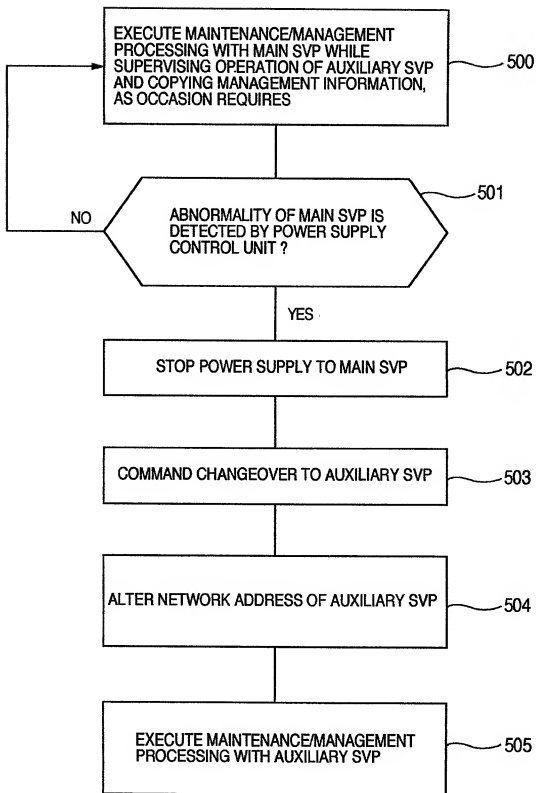 EXECUTE MAINTENANCE/MANAGEMENT
PROCESSING WITH MAIN SVP WHILE
SUPERVISING OPERATION OF AUXILIARY SVP
AND COPYING MANAGEMENT INFORMATION,
AS OCCASION REQUIRES
500
501
NO
ABNORMALITY OF MAIN SVP IS
DETECTED BY POWER SUPPLY
CONTROL UNIT ?
YES
STOP POWER SUPPLY TO MAIN SVP
502
COMMAND CHANGEOVER TO AUXILIARY SVP
503
ALTER NETWORK ADDRESS OF AUXILIARY SVP
504
EXECUTE MAINTENANCE/MANAGEMENT
PROCESSING WITH AUXILIARY SVP
505